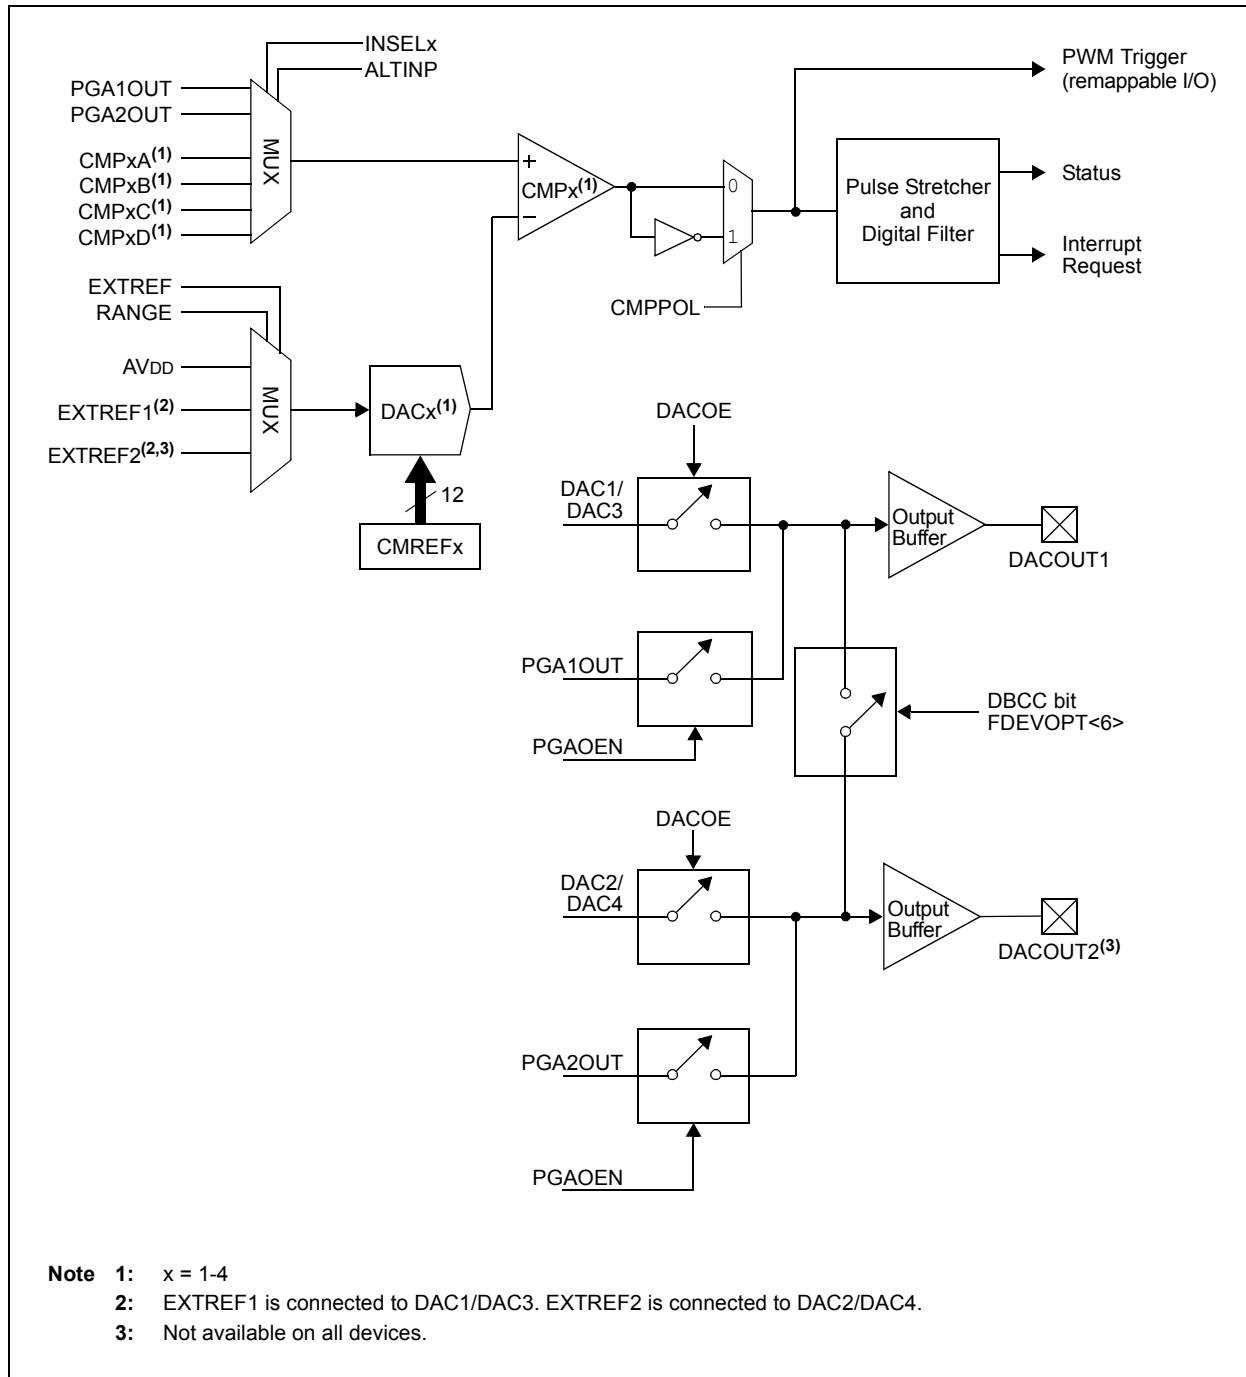 INSELx
ALTINP
PGA1OUT
PGA2OUT
CMPxA(1)
CMPxB(1)
CMPxC(1)
CMPxD(1)
MUX
+
CMPx(1)
–
0
1
CMPPOL
PWM Trigger
(remappable I/O)
Pulse Stretcher
and
Digital Filter
Status
Interrupt
Request
EXTREF
RANGE
AVDD
EXTREF1(2)
EXTREF2(2,3)
MUX
DACx(1)
12
CMREFx
DACOE
DAC1/
DAC3
Output
Buffer
DACOUT1
PGA1OUT
PGAOEN
DBCC bit
FDEVOPT<6>
DACOE
DAC2/
DAC4
Output
Buffer
DACOUT2(3)
PGA2OUT
PGAOEN
Note 1: x = 1-4
2: EXTREF1 is connected to DAC1/DAC3. EXTREF2 is connected to DAC2/DAC4.
3: Not available on all devices.